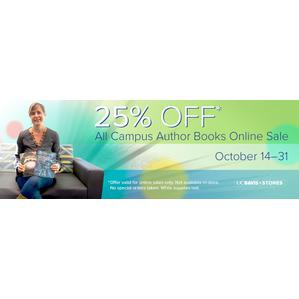 25% OFF*
All Campus Author Books Online Sale
October 14–31
*Offer valid for online sales only. Not available in store.
No special orders taken. While supplies last.
UC DAVIS • STORES